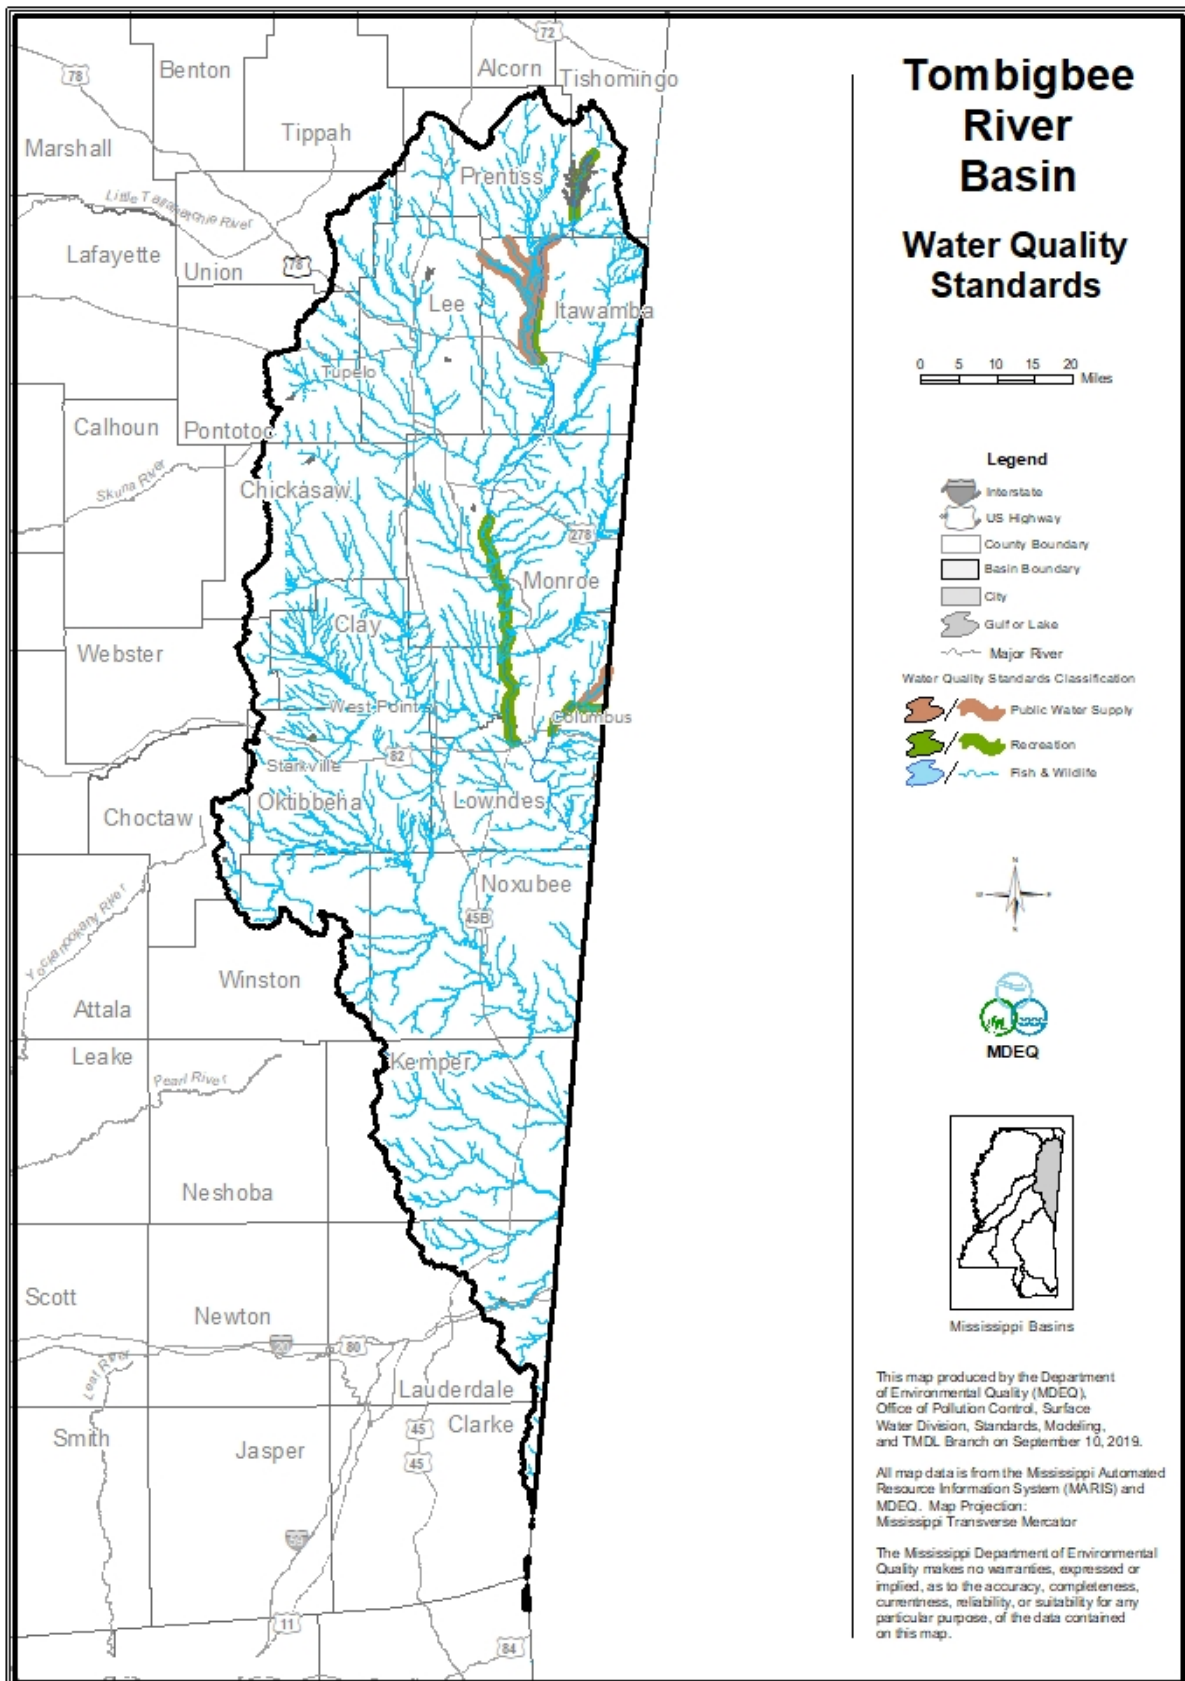 Tombigbee
River
Basin
Water Quality
Standards
0 5 10 15 20
Miles
Legend
Interstate
US Highway
County Boundary
Basin Boundary
City
Gulf or Lake
Major River
Water Quality Standards Classification
Public Water Supply
Recreation
Fish & Wildlife
N
MDEQ
Mississippi Basins
This map produced by the Department
of Environmental Quality (MDEQ),
Office of Pollution Control, Surface
Water Division, Standards, Modeling,
and TMDL Branch on September 10, 2019.
All map data is from the Mississippi Automated
Resource Information System (MARIS) and
MDEQ. Map Projection:
Mississippi Transverse Mercator
The Mississippi Department of Environmental
Quality makes no warranties, expressed or
implied, as to the accuracy, completeness,
currentness, reliability, or suitability for any
particular purpose, of the data contained
on this map.
72
78
Benton
Alcorn
Tishomingo
Tippah
Marshall
Prentiss
Little Tallahatchie River
Lafayette
Union
78
Lee
Itawamba
Tupelo
Calhoun
Pontotoc
Skuna River
Chickasaw
278
Monroe
Clay
Webster
West Point
Columbus
82
Starkville
Oktibbeha
Lowndes
Choctaw
Noxubee
45B
Yockanookany River
Winston
Attala
Leake
Kemper
Pearl River
Neshoba
Scott
Newton
20
80
Leaf River
Lauderdale
Clarke
45
Smith
Jasper
45
59
11
84